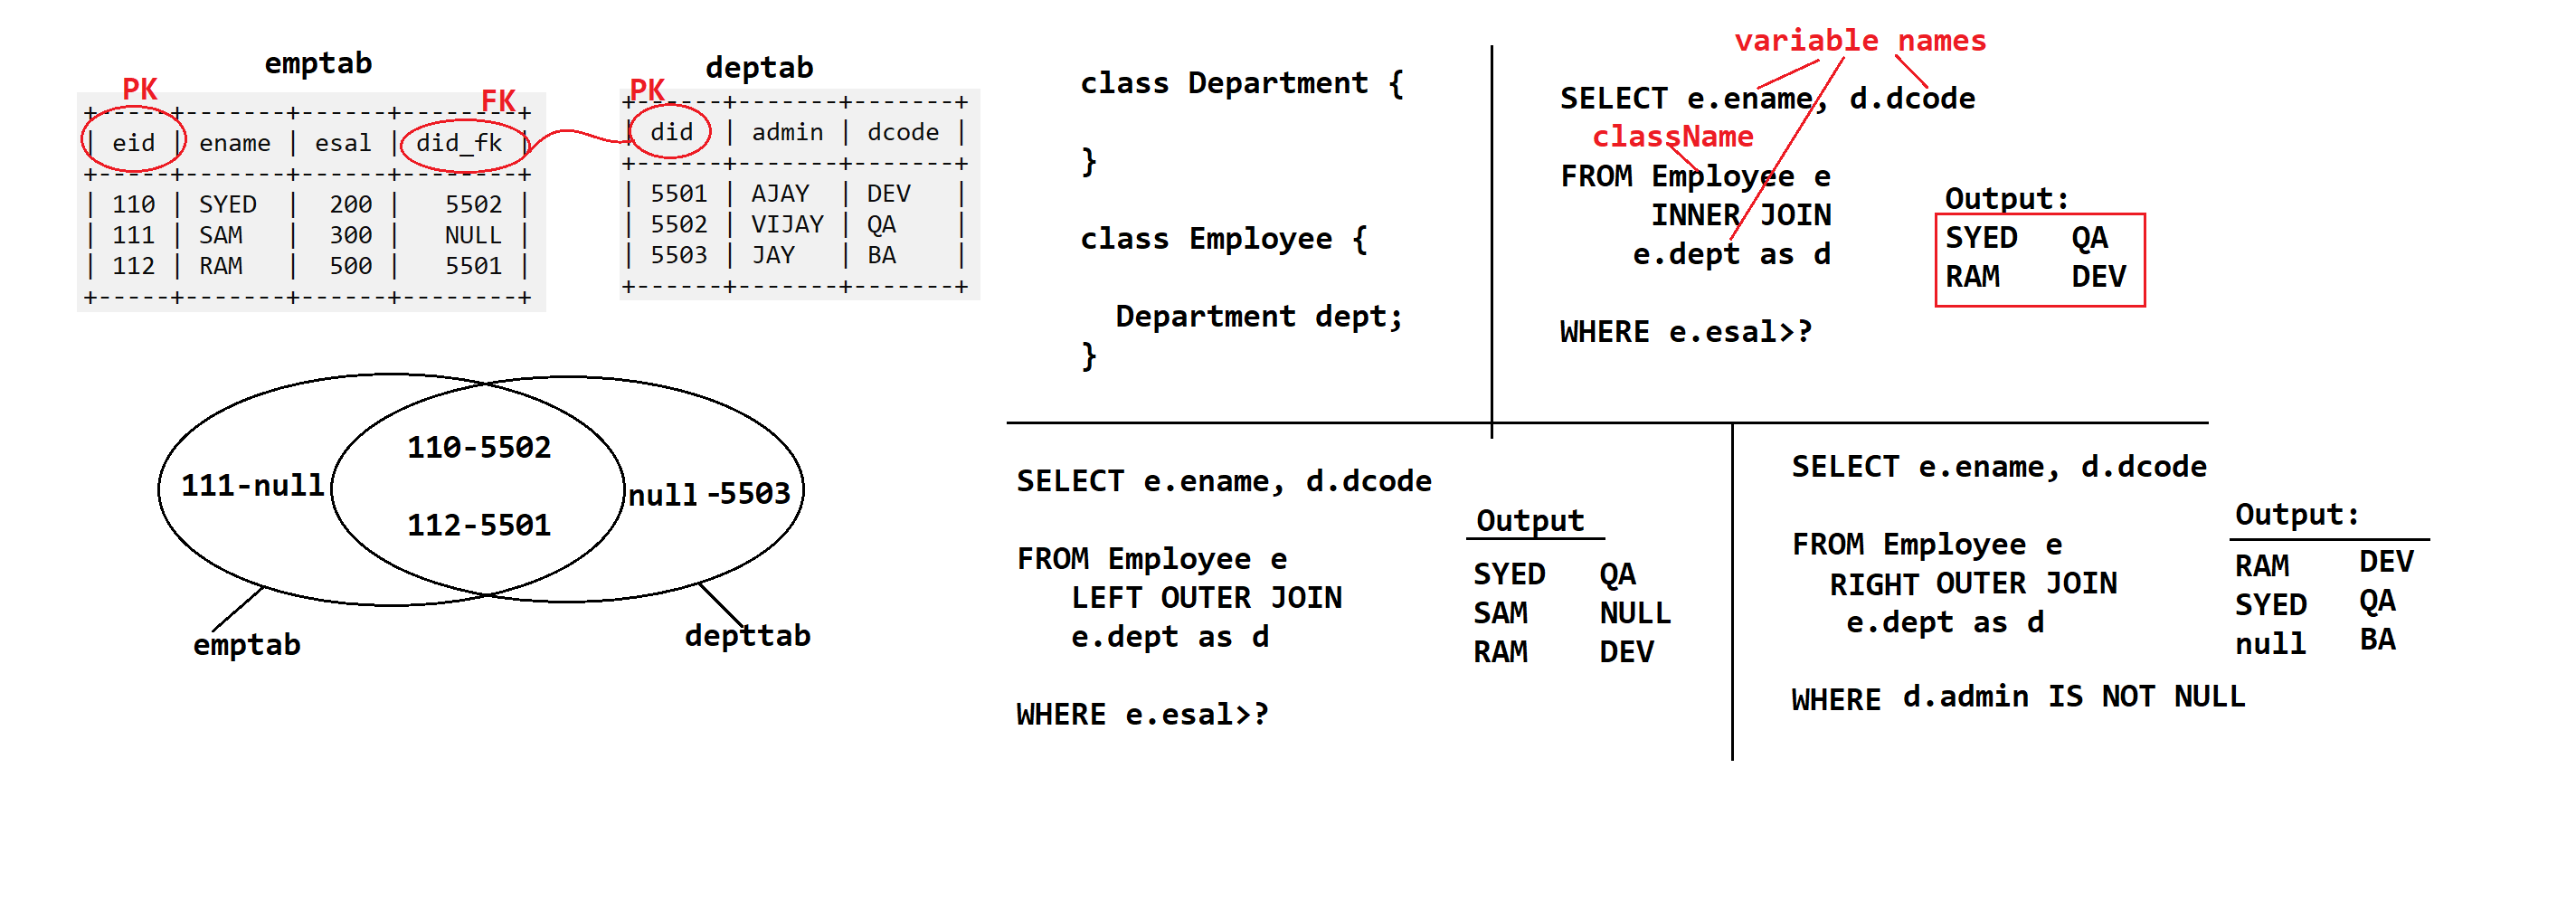 emptab
PK
FK
+-----+-------+------+--------+
| eid | ename | esal | did_fk |
+-----+-------+------+--------+
| 110 | SYED  |  200 |   5502 |
| 111 | SAM   |  300 |   NULL |
| 112 | RAM   |  500 |   5501 |
+-----+-------+------+--------+
deptab
PK
+------+-------+-------+
| did  | admin | dcode |
+------+-------+-------+
| 5501 | AJAY  | DEV   |
| 5502 | VIJAY | QA    |
| 5503 | JAY   | BA    |
+------+-------+-------+
111-null
110-5502
112-5501
null -5503
emptab
depttab
class Department {
}
class Employee {
Department dept;
}
variable names
SELECT e.ename, d.dcode
className
FROM Employee e
INNER JOIN
e.dept as d
WHERE e.esal>?
Output:
SYED QA
RAM DEV
SELECT e.ename, d.dcode
FROM Employee e
LEFT OUTER JOIN
e.dept as d
WHERE e.esal>?
Output
SYED QA
SAM NULL
RAM DEV
SELECT e.ename, d.dcode
FROM Employee e
RIGHT OUTER JOIN
e.dept as d
WHERE d.admin IS NOT NULL
Output:
RAM DEV
SYED QA
null BA